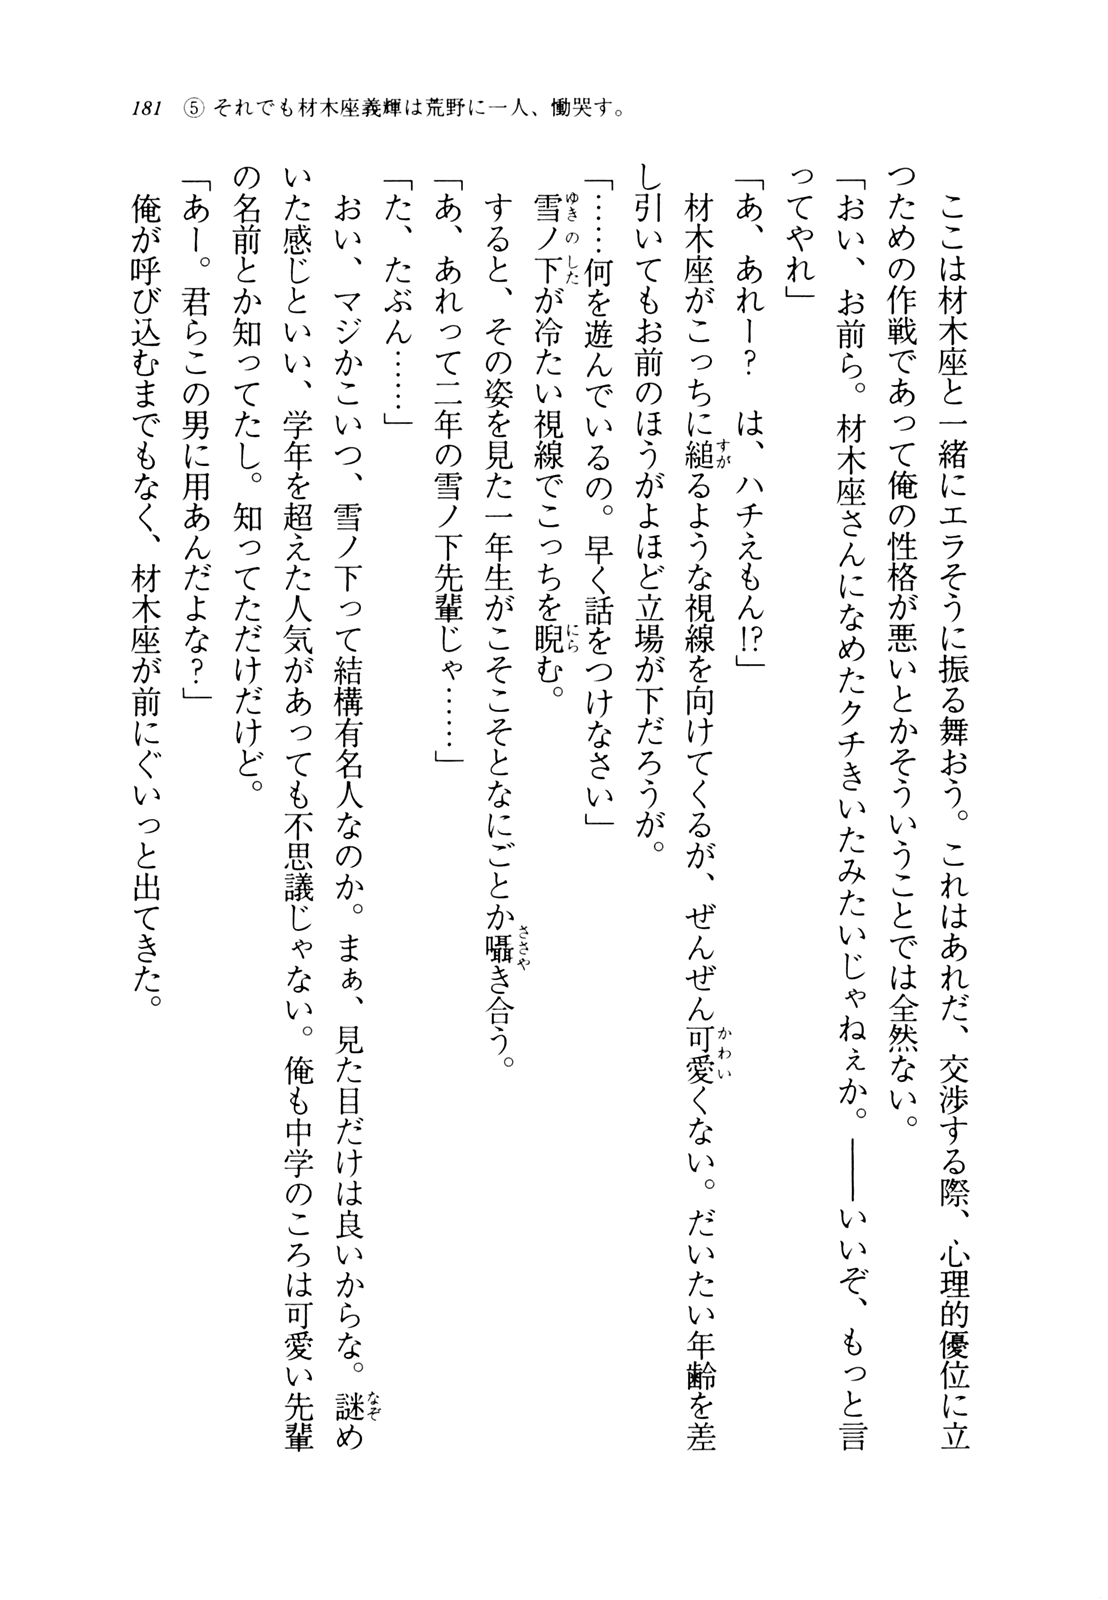 181　⑤それでも材木座義輝は荒野に一人、慟哭す。
　ここは材木座と一緒にエラそうに振る舞おう。これはあれだ、交渉する際、心理的優位に立
つための作戦であって俺の性格が悪いとかそういうことでは全然ない。
「おい、お前ら。材木座さんになめたクチきいたみたいじゃねぇか。――いいぞ、もっと言
ってやれ」
「あ、あれー？　は、ハチえもん!?」
　材木座がこっちに縋るような視線を向けてくるが、ぜんぜん可愛くない。だいたい年齢を差
し引いてもお前のほうがよほど立場が下だろうが。
「……何を遊んでいるの。早く話をつけなさい」
　雪ノ下が冷たい視線でこっちを睨む。
　すると、その姿を見た一年生がこそこそとなにごとか囁き合う。
「あ、あれって二年の雪ノ下先輩じゃ……」
「た、たぶん……」
　おい、マジかこいつ、雪ノ下って結構有名人なのか。まぁ、見た目だけは良いからな。謎め
いた感じといい、学年を超えた人気があっても不思議じゃない。俺も中学のころは可愛い先輩
の名前とか知ってたし。知ってただけだけど。
「あー。君らこの男に用あんだよな？」
　俺が呼び込むまでもなく、材木座が前にぐいっと出てきた。